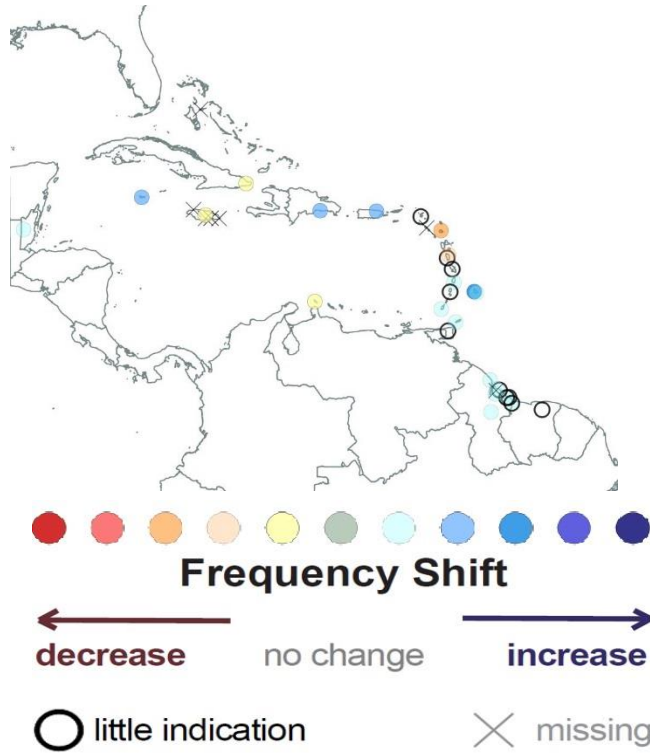 Frequency Shift
decrease no change increase
little indication missing